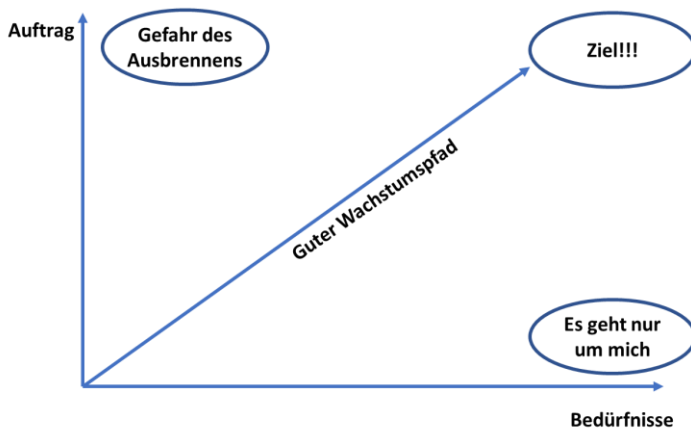 Auftrag
Gefahr des
Ausbrennens
Ziel!!!
Guter Wachstumspfad
Es geht nur
um mich
Bedürfnisse